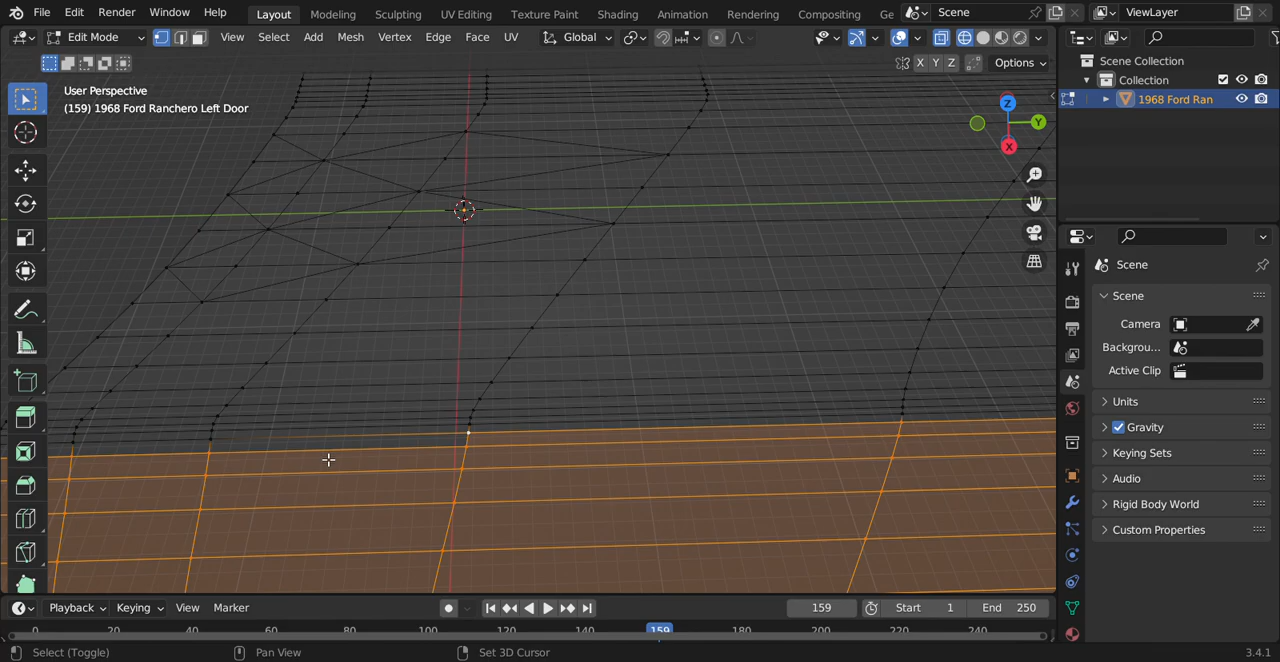 File Edit Render Window Help Layout Modeling Sculpting UV Editing Texture Paint Shading Animation Rendering Compositing Ge Scene ViewLayer
Edit Mode View Select Add Mesh Vertex Edge Face UV Global
X Y Z Options
Scene Collection
Collection
1968 Ford Ran
User Perspective
(159) 1968 Ford Ranchero Left Door
Z
Y
X
Scene
Scene
Camera
Backgrou...
Active Clip
Units
Gravity
Keying Sets
Audio
Rigid Body World
Custom Properties
Playback Keying View Marker 159 Start 1 End 250
0 20 40 60 80 100 120 140 159 180 200 220 240
Select (Toggle) Pan View Set 3D Cursor 3.4.1